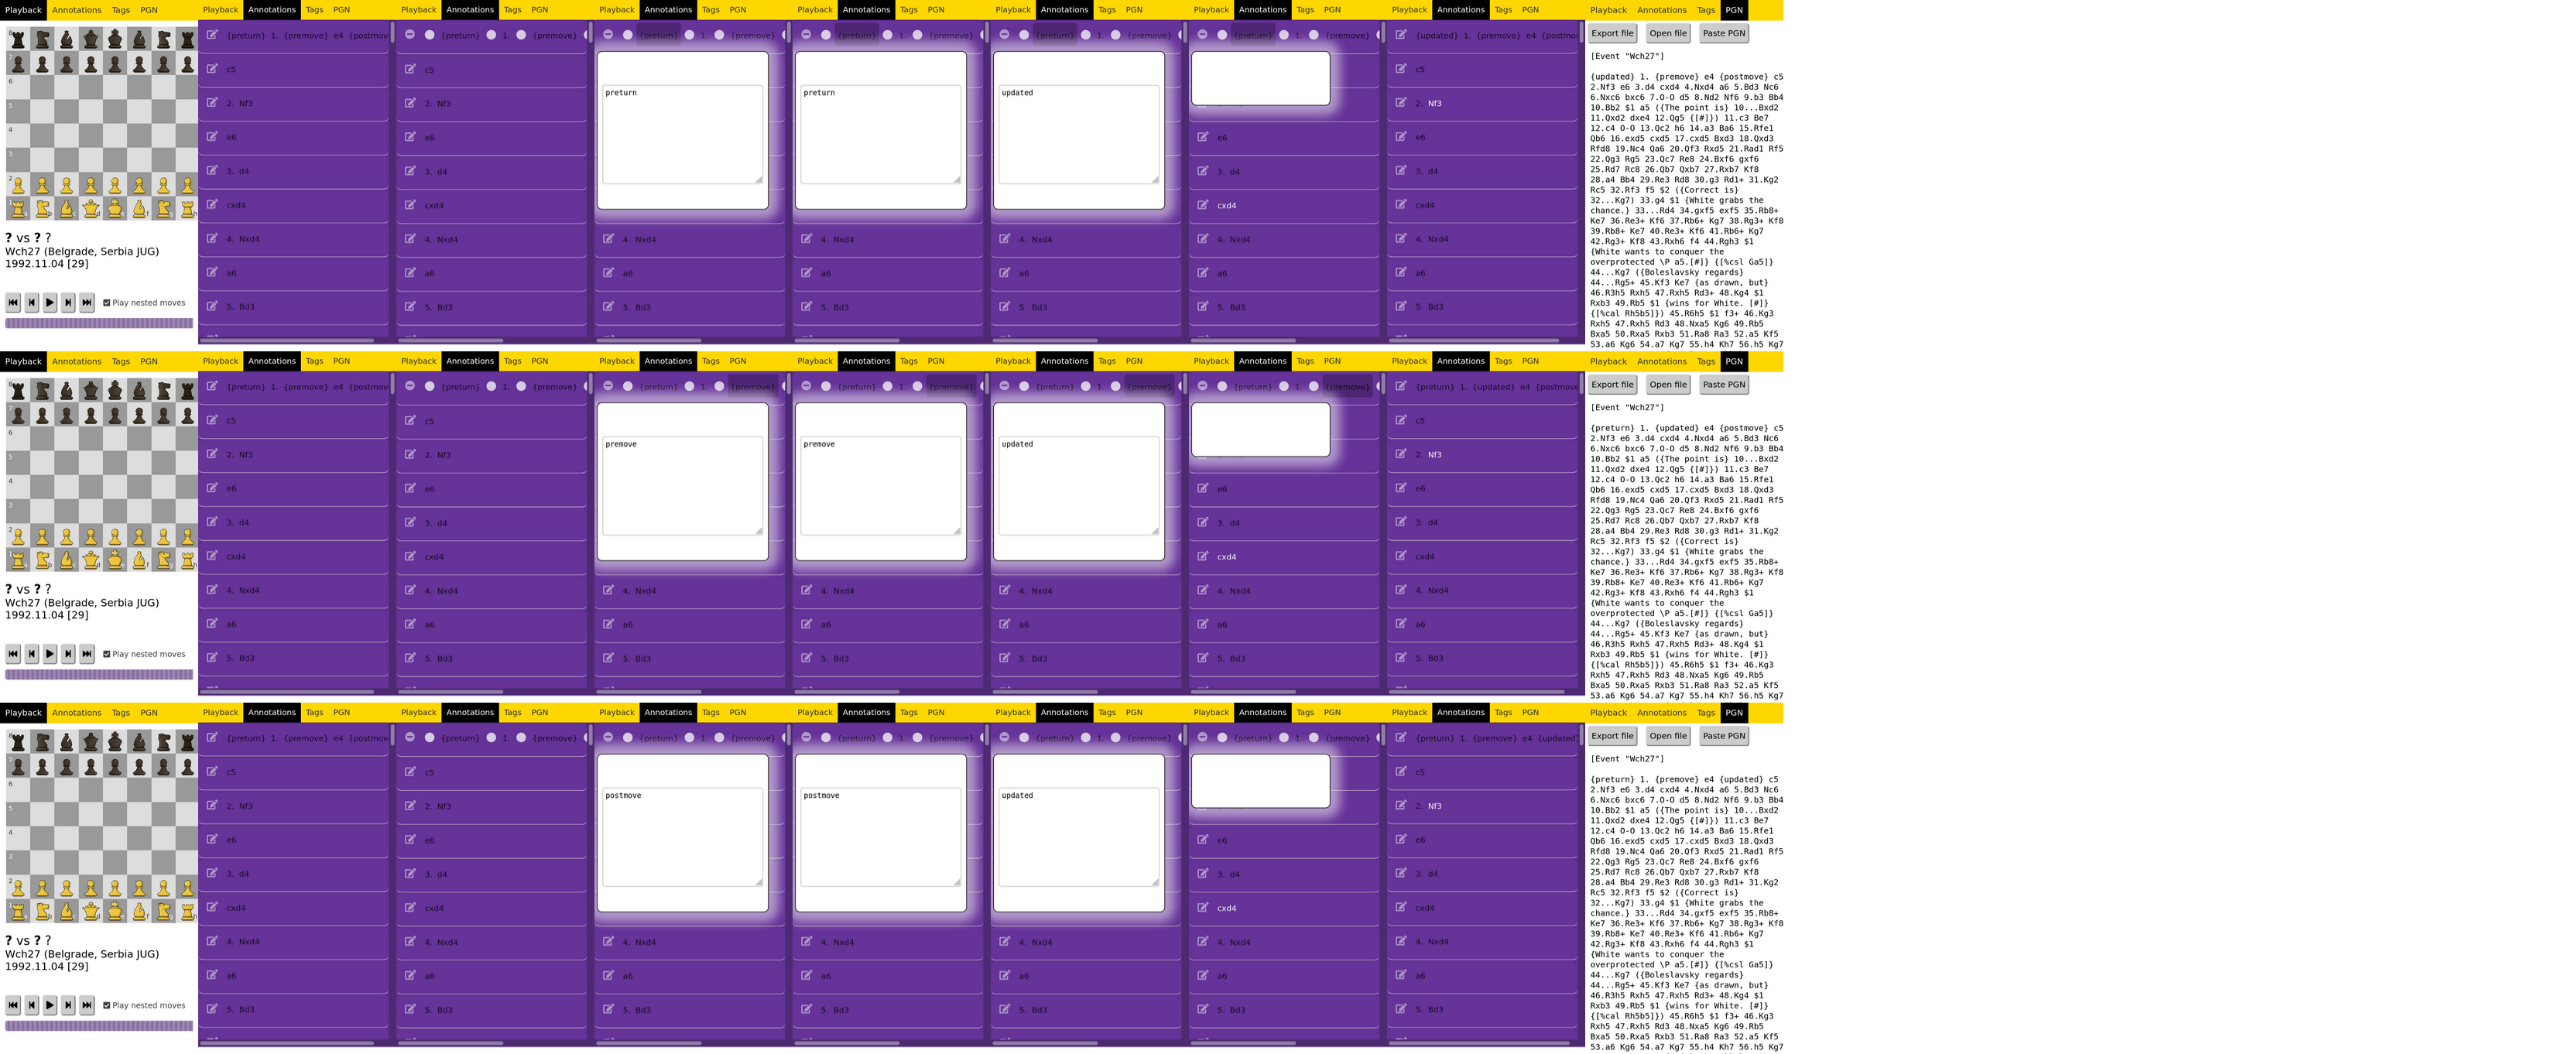 Playback Annotations Tags PGN
8
7
6
5
4
3
2
1 a b c d e f g h
? vs ? ?
Wch27 (Belgrade, Serbia JUG)
1992.11.04 [29]
Play nested moves
Playback Annotations Tags PGN
{preturn} 1. {premove} e4 {postmov
c5
2. Nf3
e6
3. d4
cxd4
4. Nxd4
a6
5. Bd3
Playback Annotations Tags PGN
{preturn} 1. {premove}
c5
2. Nf3
e6
3. d4
cxd4
4. Nxd4
a6
5. Bd3
Playback Annotations Tags PGN
{preturn} 1. {premove}
preturn
4. Nxd4
a6
5. Bd3
Playback Annotations Tags PGN
{preturn} 1. {premove}
preturn
4. Nxd4
a6
5. Bd3
Playback Annotations Tags PGN
{preturn} 1. {premove}
updated
4. Nxd4
a6
5. Bd3
Playback Annotations Tags PGN
{preturn} 1. {premove}
e6
3. d4
cxd4
4. Nxd4
a6
5. Bd3
Playback Annotations Tags PGN
{updated} 1. {premove} e4 {postmo
c5
2. Nf3
e6
3. d4
cxd4
4. Nxd4
a6
5. Bd3
Playback Annotations Tags PGN
Export file Open file Paste PGN
[Event "Wch27"]
{updated} 1. {premove} e4 {postmove} c5
2.Nf3 e6 3.d4 cxd4 4.Nxd4 a6 5.Bd3 Nc6
6.Nxc6 bxc6 7.O-O d5 8.Nd2 Nf6 9.b3 Bb4
10.Bb2 $1 a5 ({The point is} 10...Bxd2
11.Qxd2 dxe4 12.Qg5 {[#]}) 11.c3 Be7
12.c4 O-O 13.Qc2 h6 14.a3 Ba6 15.Rfe1
Qb6 16.exd5 cxd5 17.cxd5 Bxd3 18.Qxd3
Rfd8 19.Nc4 Qa6 20.Qf3 Rxd5 21.Rad1 Rf5
22.Qg3 Rg5 23.Qc7 Re8 24.Bxf6 gxf6
25.Rd7 Rc8 26.Qb7 Qxb7 27.Rxb7 Kf8
28.a4 Bb4 29.Re3 Rd8 30.g3 Rd1+ 31.Kg2
Rc5 32.Rf3 f5 $2 ({Correct is}
32...Kg7) 33.g4 $1 {White grabs the
chance.} 33...Rd4 34.gxf5 exf5 35.Rb8+
Ke7 36.Re3+ Kf6 37.Rb6+ Kg7 38.Rg3+ Kf8
39.Rb8+ Ke7 40.Re3+ Kf6 41.Rb6+ Kg7
42.Rg3+ Kf8 43.Rxh6 f4 44.Rgh3 $1
{White wants to conquer the
overprotected \P a5.[#]} {[%csl Ga5]}
44...Kg7 ({Boleslavsky regards}
44...Rg5+ 45.Kf3 Ke7 {as drawn, but}
46.R3h5 Rxh5 47.Rxh5 Rd3+ 48.Kg4 $1
Rxb3 49.Rb5 $1 {wins for White. [#]}
{[%cal Rh5b5]}) 45.R6h5 $1 f3+ 46.Kg3
Rxh5 47.Rxh5 Rd3 48.Nxa5 Kg6 49.Rb5
Bxa5 50.Rxa5 Rxb3 51.Ra8 Ra3 52.a5 Kf5
53.a6 Kg6 54.a7 Kg7 55.h4 Kh7 56.h5 Kg7
Playback Annotations Tags PGN
8
7
6
5
4
3
2
1 a b c d e f g h
? vs ? ?
Wch27 (Belgrade, Serbia JUG)
1992.11.04 [29]
Play nested moves
Playback Annotations Tags PGN
{preturn} 1. {premove} e4 {postmov
c5
2. Nf3
e6
3. d4
cxd4
4. Nxd4
a6
5. Bd3
Playback Annotations Tags PGN
{preturn} 1. {premove}
c5
2. Nf3
e6
3. d4
cxd4
4. Nxd4
a6
5. Bd3
Playback Annotations Tags PGN
{preturn} 1. {premove}
premove
4. Nxd4
a6
5. Bd3
Playback Annotations Tags PGN
{preturn} 1. {premove}
premove
4. Nxd4
a6
5. Bd3
Playback Annotations Tags PGN
{preturn} 1. {premove}
updated
4. Nxd4
a6
5. Bd3
Playback Annotations Tags PGN
{preturn} 1. {premove}
e6
3. d4
cxd4
4. Nxd4
a6
5. Bd3
Playback Annotations Tags PGN
{preturn} 1. {updated} e4 {postmove
c5
2. Nf3
e6
3. d4
cxd4
4. Nxd4
a6
5. Bd3
Playback Annotations Tags PGN
Export file Open file Paste PGN
[Event "Wch27"]
{preturn} 1. {updated} e4 {postmove} c5
2.Nf3 e6 3.d4 cxd4 4.Nxd4 a6 5.Bd3 Nc6
6.Nxc6 bxc6 7.O-O d5 8.Nd2 Nf6 9.b3 Bb4
10.Bb2 $1 a5 ({The point is} 10...Bxd2
11.Qxd2 dxe4 12.Qg5 {[#]}) 11.c3 Be7
12.c4 O-O 13.Qc2 h6 14.a3 Ba6 15.Rfe1
Qb6 16.exd5 cxd5 17.cxd5 Bxd3 18.Qxd3
Rfd8 19.Nc4 Qa6 20.Qf3 Rxd5 21.Rad1 Rf5
22.Qg3 Rg5 23.Qc7 Re8 24.Bxf6 gxf6
25.Rd7 Rc8 26.Qb7 Qxb7 27.Rxb7 Kf8
28.a4 Bb4 29.Re3 Rd8 30.g3 Rd1+ 31.Kg2
Rc5 32.Rf3 f5 $2 ({Correct is}
32...Kg7) 33.g4 $1 {White grabs the
chance.} 33...Rd4 34.gxf5 exf5 35.Rb8+
Ke7 36.Re3+ Kf6 37.Rb6+ Kg7 38.Rg3+ Kf8
39.Rb8+ Ke7 40.Re3+ Kf6 41.Rb6+ Kg7
42.Rg3+ Kf8 43.Rxh6 f4 44.Rgh3 $1
{White wants to conquer the
overprotected \P a5.[#]} {[%csl Ga5]}
44...Kg7 ({Boleslavsky regards}
44...Rg5+ 45.Kf3 Ke7 {as drawn, but}
46.R3h5 Rxh5 47.Rxh5 Rd3+ 48.Kg4 $1
Rxb3 49.Rb5 $1 {wins for White. [#]}
{[%cal Rh5b5]}) 45.R6h5 $1 f3+ 46.Kg3
Rxh5 47.Rxh5 Rd3 48.Nxa5 Kg6 49.Rb5
Bxa5 50.Rxa5 Rxb3 51.Ra8 Ra3 52.a5 Kf5
53.a6 Kg6 54.a7 Kg7 55.h4 Kh7 56.h5 Kg7
Playback Annotations Tags PGN
8
7
6
5
4
3
2
1 a b c d e f g h
? vs ? ?
Wch27 (Belgrade, Serbia JUG)
1992.11.04 [29]
Play nested moves
Playback Annotations Tags PGN
{preturn} 1. {premove} e4 {postmov
c5
2. Nf3
e6
3. d4
cxd4
4. Nxd4
a6
5. Bd3
Playback Annotations Tags PGN
{preturn} 1. {premove}
c5
2. Nf3
e6
3. d4
cxd4
4. Nxd4
a6
5. Bd3
Playback Annotations Tags PGN
{preturn} 1. {premove}
postmove
4. Nxd4
a6
5. Bd3
Playback Annotations Tags PGN
{preturn} 1. {premove}
postmove
4. Nxd4
a6
5. Bd3
Playback Annotations Tags PGN
{preturn} 1. {premove}
updated
4. Nxd4
a6
5. Bd3
Playback Annotations Tags PGN
{preturn} 1. {premove}
e6
3. d4
cxd4
4. Nxd4
a6
5. Bd3
Playback Annotations Tags PGN
{preturn} 1. {premove} e4 {updated}
c5
2. Nf3
e6
3. d4
cxd4
4. Nxd4
a6
5. Bd3
Playback Annotations Tags PGN
Export file Open file Paste PGN
[Event "Wch27"]
{preturn} 1. {premove} e4 {updated} c5
2.Nf3 e6 3.d4 cxd4 4.Nxd4 a6 5.Bd3 Nc6
6.Nxc6 bxc6 7.O-O d5 8.Nd2 Nf6 9.b3 Bb4
10.Bb2 $1 a5 ({The point is} 10...Bxd2
11.Qxd2 dxe4 12.Qg5 {[#]}) 11.c3 Be7
12.c4 O-O 13.Qc2 h6 14.a3 Ba6 15.Rfe1
Qb6 16.exd5 cxd5 17.cxd5 Bxd3 18.Qxd3
Rfd8 19.Nc4 Qa6 20.Qf3 Rxd5 21.Rad1 Rf5
22.Qg3 Rg5 23.Qc7 Re8 24.Bxf6 gxf6
25.Rd7 Rc8 26.Qb7 Qxb7 27.Rxb7 Kf8
28.a4 Bb4 29.Re3 Rd8 30.g3 Rd1+ 31.Kg2
Rc5 32.Rf3 f5 $2 ({Correct is}
32...Kg7) 33.g4 $1 {White grabs the
chance.} 33...Rd4 34.gxf5 exf5 35.Rb8+
Ke7 36.Re3+ Kf6 37.Rb6+ Kg7 38.Rg3+ Kf8
39.Rb8+ Ke7 40.Re3+ Kf6 41.Rb6+ Kg7
42.Rg3+ Kf8 43.Rxh6 f4 44.Rgh3 $1
{White wants to conquer the
overprotected \P a5.[#]} {[%csl Ga5]}
44...Kg7 ({Boleslavsky regards}
44...Rg5+ 45.Kf3 Ke7 {as drawn, but}
46.R3h5 Rxh5 47.Rxh5 Rd3+ 48.Kg4 $1
Rxb3 49.Rb5 $1 {wins for White. [#]}
{[%cal Rh5b5]}) 45.R6h5 $1 f3+ 46.Kg3
Rxh5 47.Rxh5 Rd3 48.Nxa5 Kg6 49.Rb5
Bxa5 50.Rxa5 Rxb3 51.Ra8 Ra3 52.a5 Kf5
53.a6 Kg6 54.a7 Kg7 55.h4 Kh7 56.h5 Kg7